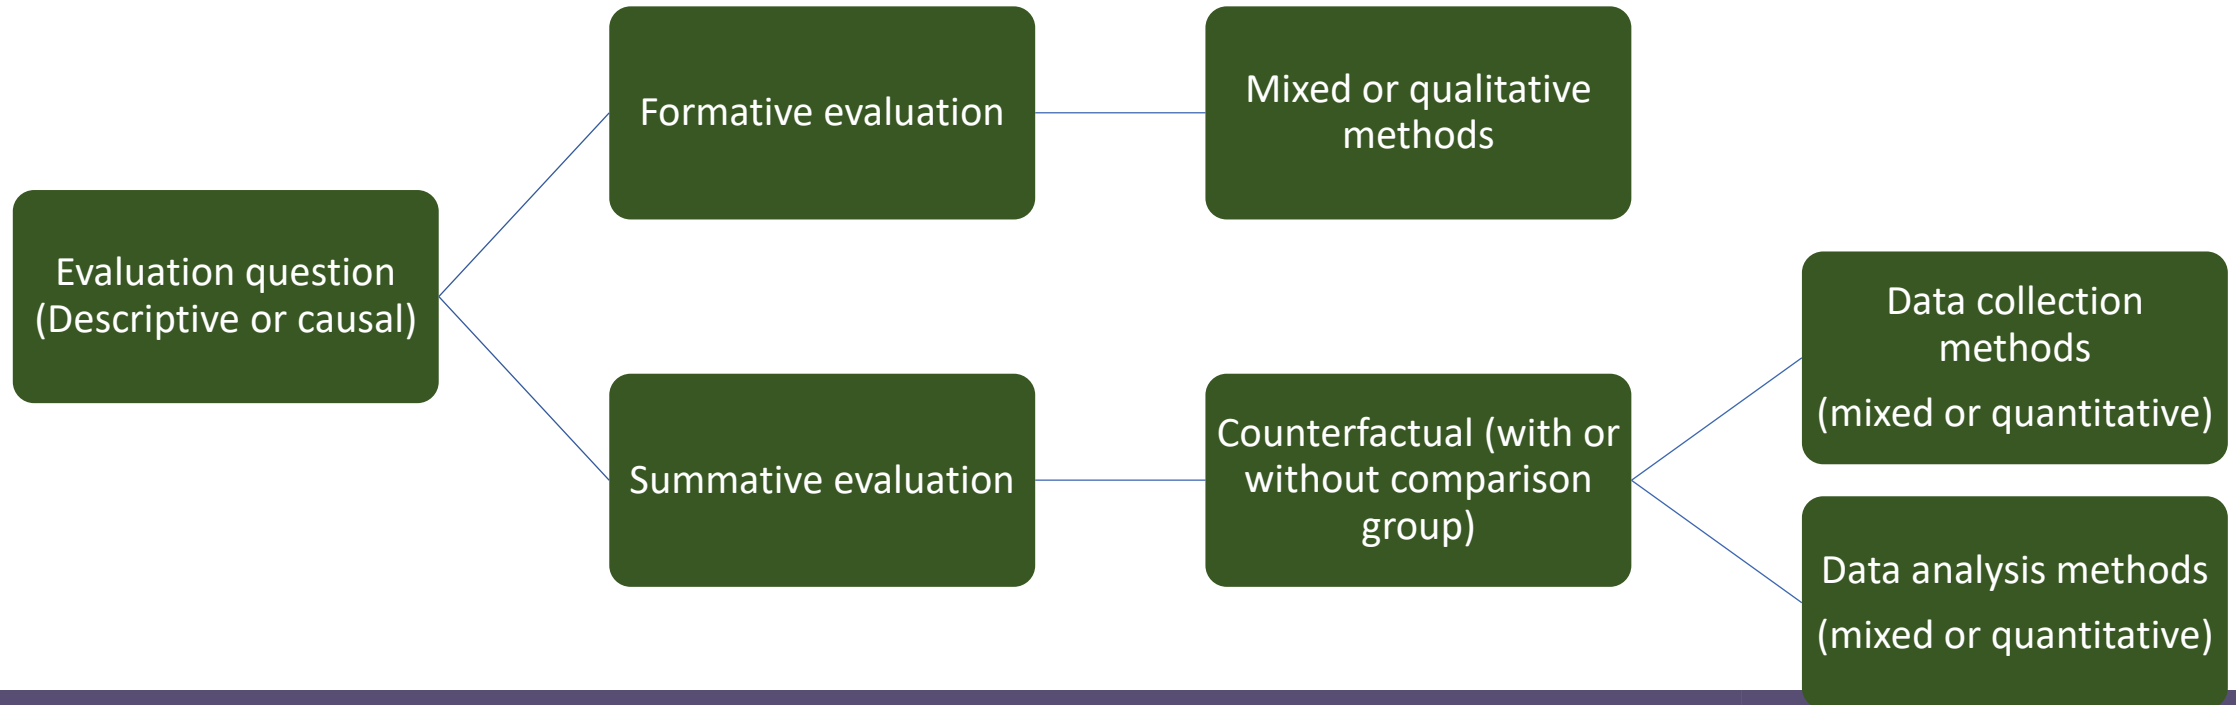 Evaluation question
(Descriptive or causal)
Formative evaluation
Mixed or qualitative
methods
Summative evaluation
Counterfactual (with or
without comparison
group)
Data collection
methods
(mixed or quantitative)
Data analysis methods
(mixed or quantitative)